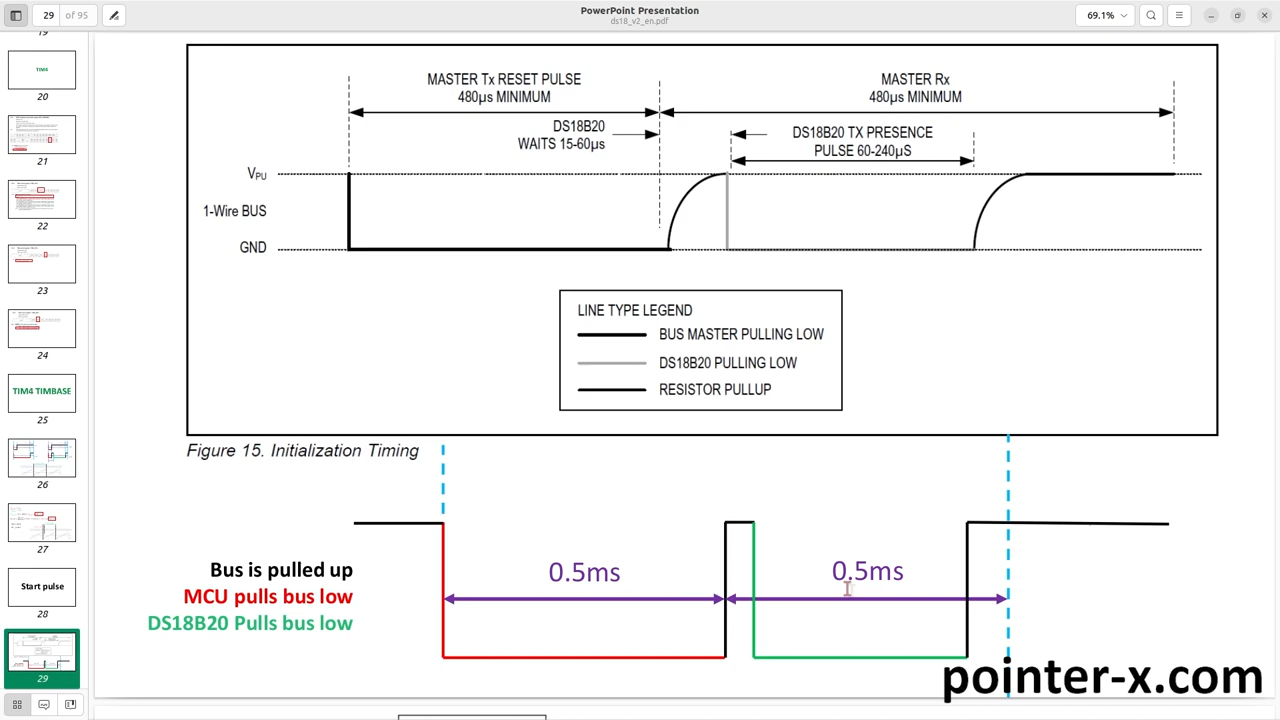 29 of 95
PowerPoint Presentation
ds18_v2_en.pdf
69.1%
19
TIM4
20
21
22
23
24
TIM4 TIMBASE
25
26
27
Start pulse
28
29
MASTER Tx RESET PULSE
480µs MINIMUM
MASTER Rx
480µs MINIMUM
DS18B20
WAITS 15-60µs
DS18B20 TX PRESENCE
PULSE 60-240µS
VPU
1-Wire BUS
GND
LINE TYPE LEGEND
BUS MASTER PULLING LOW
DS18B20 PULLING LOW
RESISTOR PULLUP
Figure 15. Initialization Timing
Bus is pulled up
MCU pulls bus low
DS18B20 Pulls bus low
0.5ms
0.5ms
pointer-x.com